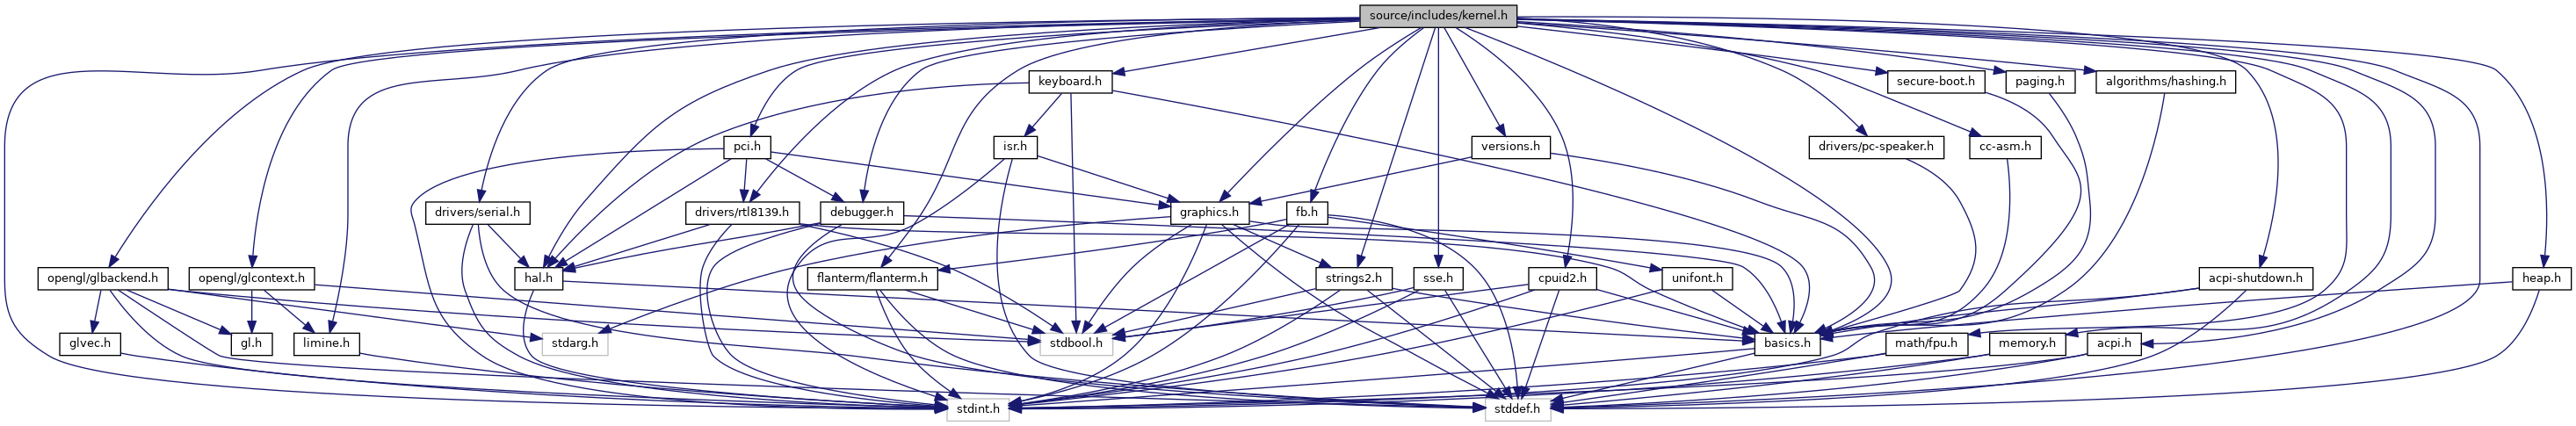 source/includes/kernel.h
keyboard.h
secure-boot.h
paging.h
algorithms/hashing.h
pci.h
isr.h
versions.h
drivers/pc-speaker.h
cc-asm.h
drivers/serial.h
drivers/rtl8139.h
debugger.h
graphics.h
fb.h
opengl/glbackend.h
opengl/glcontext.h
hal.h
flanterm/flanterm.h
strings2.h
sse.h
cpuid2.h
unifont.h
acpi-shutdown.h
heap.h
glvec.h
gl.h
limine.h
stdarg.h
stdbool.h
basics.h
math/fpu.h
memory.h
acpi.h
stdint.h
stddef.h